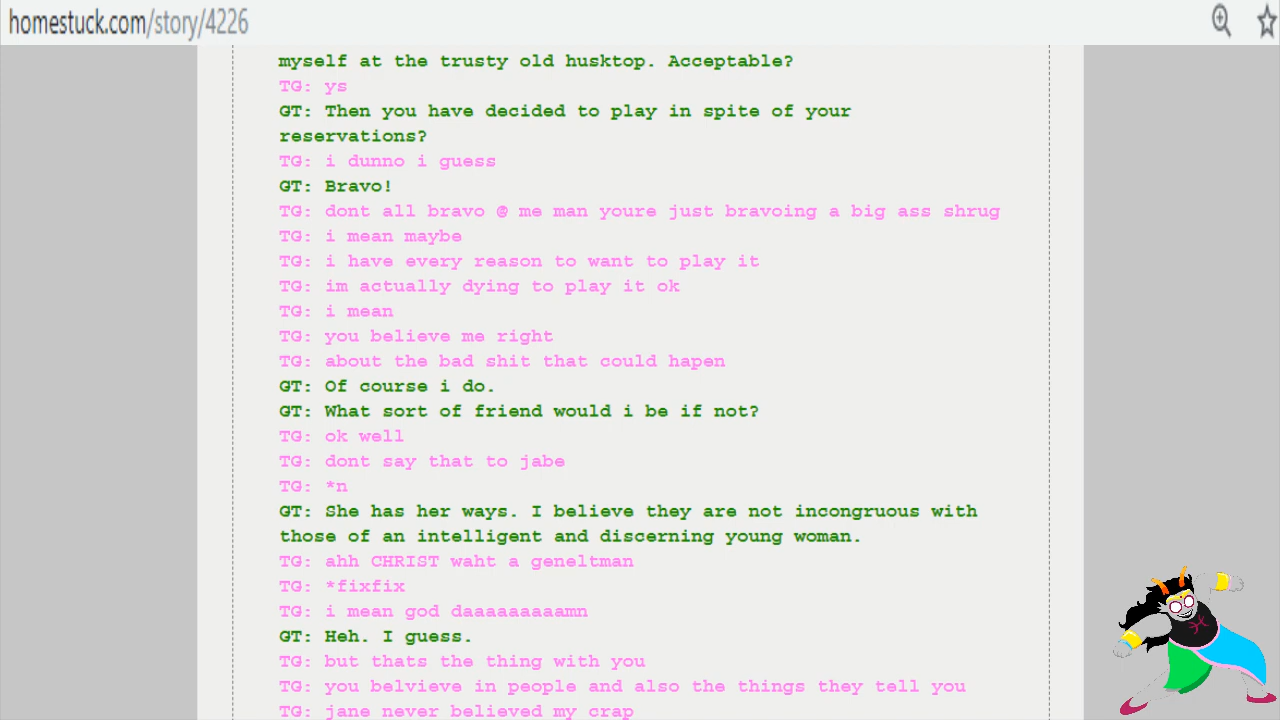 homestuck.com/story/4226
myself at the trusty old husktop. Acceptable?
TG: ys
GT: Then you have decided to play in spite of your
reservations?
TG: i dunno i guess
GT: Bravo!
TG: dont all bravo @ me man youre just bravoing a big ass shrug
TG: i mean maybe
TG: i have every reason to want to play it
TG: im actually dying to play it ok
TG: i mean
TG: you believe me right
TG: about the bad shit that could hapen
GT: Of course i do.
GT: What sort of friend would i be if not?
TG: ok well
TG: dont say that to jabe
TG: *n
GT: She has her ways. I believe they are not incongruous with
those of an intelligent and discerning young woman.
TG: ahh CHRIST waht a geneltman
TG: *fixfix
TG: i mean god daaaaaaaaamn
GT: Heh. I guess.
TG: but thats the thing with you
TG: you belvieve in people and also the things they tell you
TG: jane never believed my crap